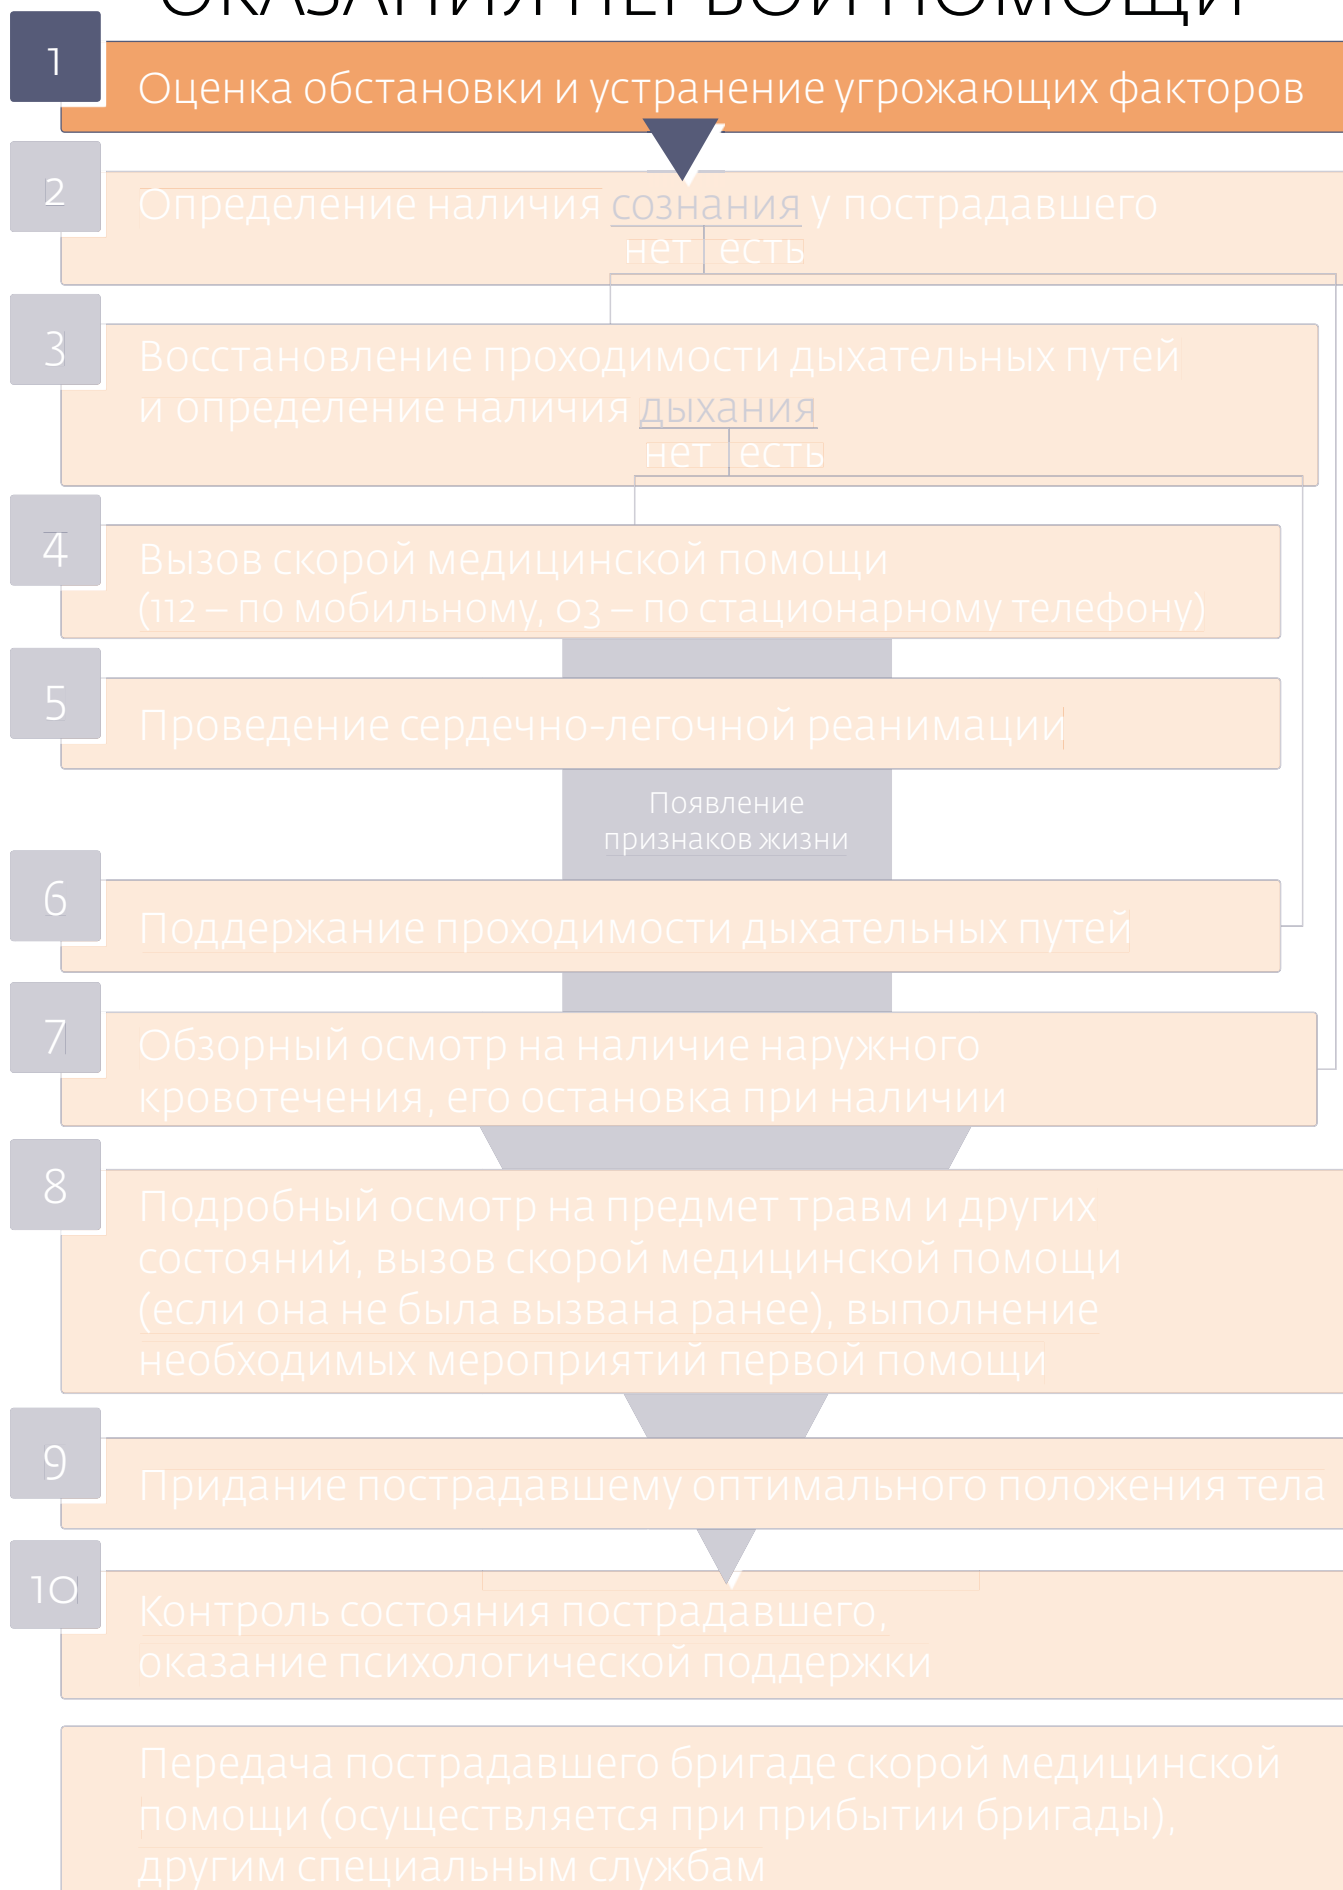 ОКАЗАНИЯ ПЕРВОЙ ПОМОЩИ
1
Оценка обстановки и устранение угрожающих факторов
2
Определение наличия сознания у пострадавшего
нет есть
3
Восстановление проходимости дыхательных путей
и определение наличия дыхания
нет есть
4
Вызов скорой медицинской помощи
(112 – по мобильному, 03 – по стационарному телефону)
5
Проведение сердечно-легочной реанимации
Появление
признаков жизни
6
Поддержание проходимости дыхательных путей
7
Обзорный осмотр на наличие наружного
кровотечения, его остановка при наличии
8
Подробный осмотр на предмет травм и других
состояний, вызов скорой медицинской помощи
(если она не была вызвана ранее), выполнение
необходимых мероприятий первой помощи
9
Придание пострадавшему оптимального положения тела
10
Контроль состояния пострадавшего,
оказание психологической поддержки
Передача пострадавшего бригаде скорой медицинской
помощи (осуществляется при прибытии бригады),
другим специальным службам